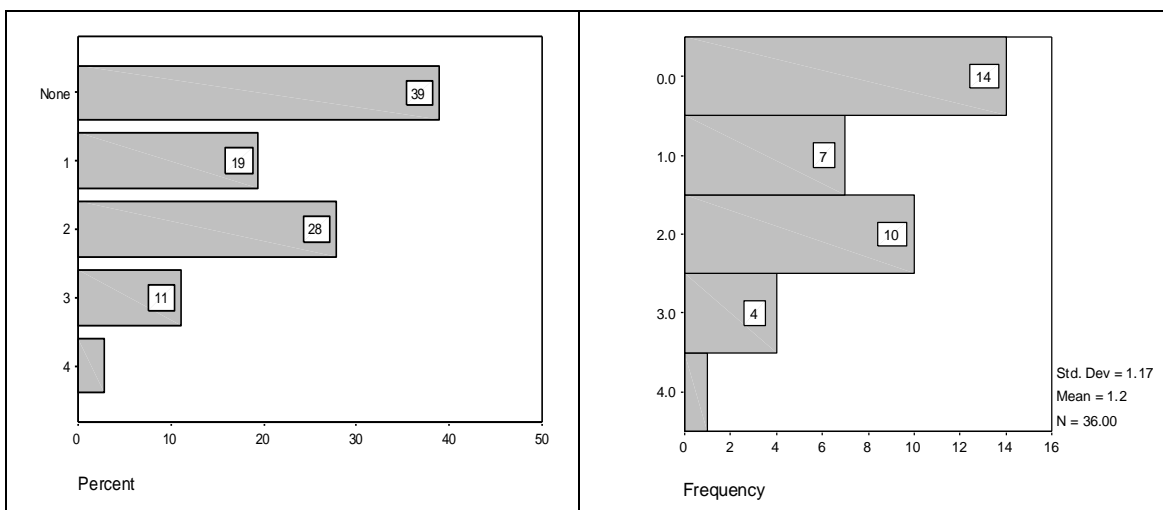 None
39
1
19
2
28
3
11
4
0 10 20 30 40 50
Percent
0.0
14
1.0
7
2.0
10
3.0
4
4.0
Std. Dev = 1.17
Mean = 1.2
N = 36.00
0 2 4 6 8 10 12 14 16
Frequency